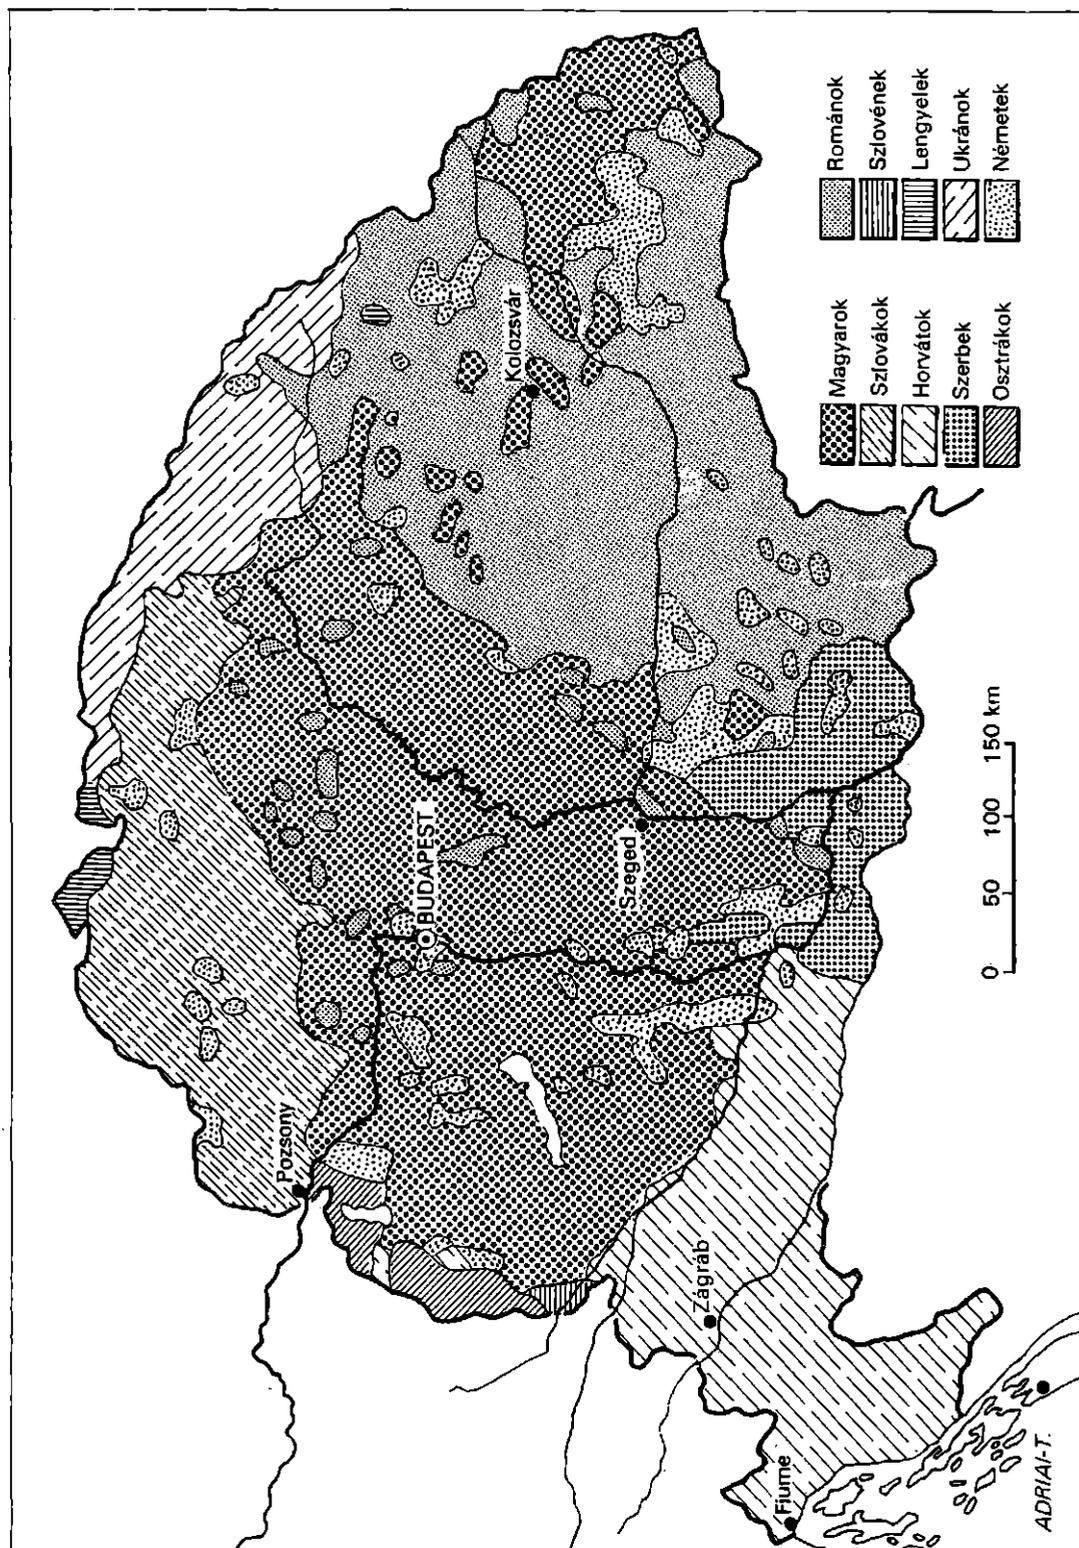 Pozsony
BUDAPEST
Kolozsvár
Szeged
Zágráb
Fiume
ADRIAI-T.
0 50 100 150 km
Magyarok
Szlovákok
Horvátok
Szerbek
Osztrákok
Románok
Szlovének
Lengyelek
Ukránok
Németek